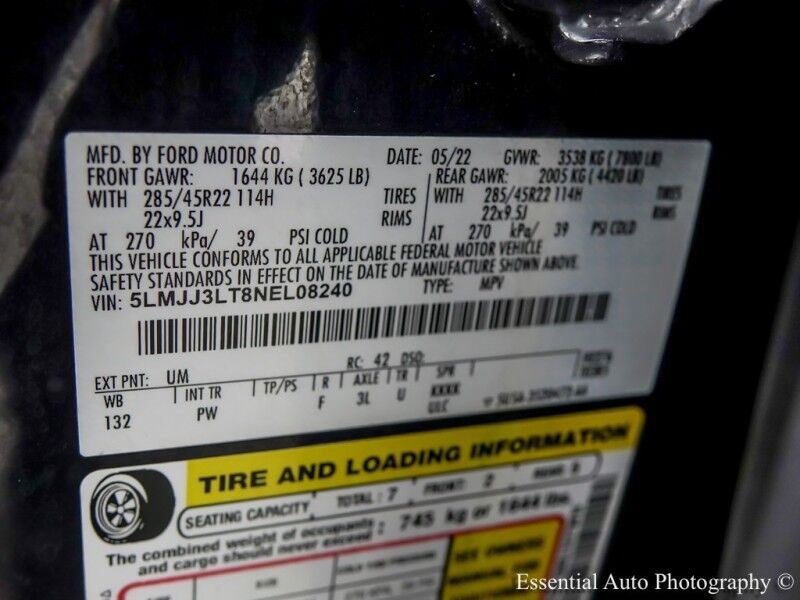 MFD. BY FORD MOTOR CO. DATE: 05/22 GVWR: 3538 KG (7800 LB)
FRONT GAWR: 1644 KG (3625 LB) REAR GAWR: 2005 KG (4420 LB)
WITH 285/45R22 114H TIRES WITH 285/45R22 114H TIRES
22x9.5J RIMS 22x9.5J RIMS
AT 270 kPa/ 39 PSI COLD AT 270 kPa/ 39 PSI COLD
THIS VEHICLE CONFORMS TO ALL APPLICABLE FEDERAL MOTOR VEHICLE
SAFETY STANDARDS IN EFFECT ON THE DATE OF MANUFACTURE SHOWN ABOVE.
VIN: 5LMJJ3LT8NEL08240 TYPE: MPV
EXT PNT: UM RC: 42 DSO:
WB INT TR TP/PS R AXLE TR SPR
132 PW F 3L U KKKK
ULC
TIRE AND LOADING INFORMATION
SEATING CAPACITY TOTAL: 7 FRONT: 2 REAR:
The combined weight of occupants
and cargo should never exceed: 745 kg or 1644 lbs.
Essential Auto Photography ©